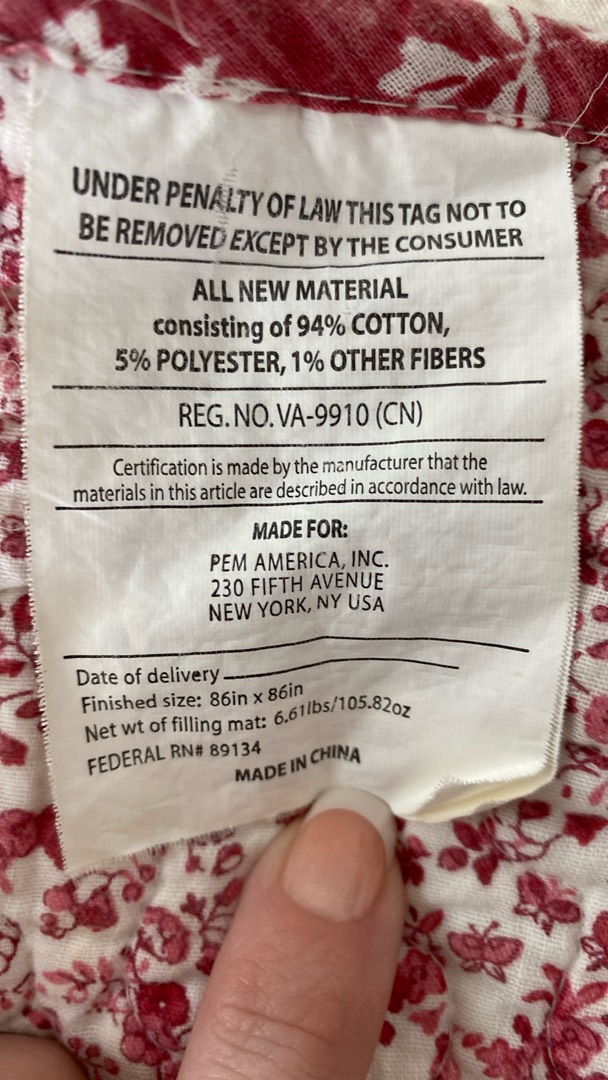 UNDER PENALTY OF LAW THIS TAG NOT TO
BE REMOVED EXCEPT BY THE CONSUMER
ALL NEW MATERIAL
consisting of 94% COTTON,
5% POLYESTER, 1% OTHER FIBERS
REG. NO. VA-9910 (CN)
Certification is made by the manufacturer that the
materials in this article are described in accordance with law.
MADE FOR:
PEM AMERICA, INC.
230 FIFTH AVENUE
NEW YORK, NY USA
Date of delivery
Finished size: 86in x 86in
Net wt of filling mat: 6.61lbs/105.82oz
FEDERAL RN# 89134
MADE IN CHINA